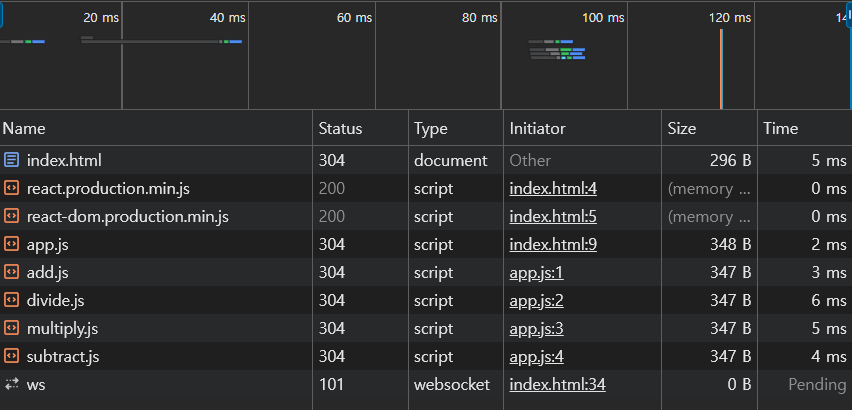 20 ms 40 ms 60 ms 80 ms 100 ms 120 ms 14
Name Status Type Initiator Size Time
index.html 304 document Other 296 B 5 ms
react.production.min.js 200 script index.html:4 (memory ... 0 ms
react-dom.production.min.js 200 script index.html:5 (memory ... 0 ms
app.js 304 script index.html:9 348 B 2 ms
add.js 304 script app.js:1 347 B 3 ms
divide.js 304 script app.js:2 347 B 6 ms
multiply.js 304 script app.js:3 347 B 5 ms
subtract.js 304 script app.js:4 347 B 4 ms
ws 101 websocket index.html:34 0 B Pending